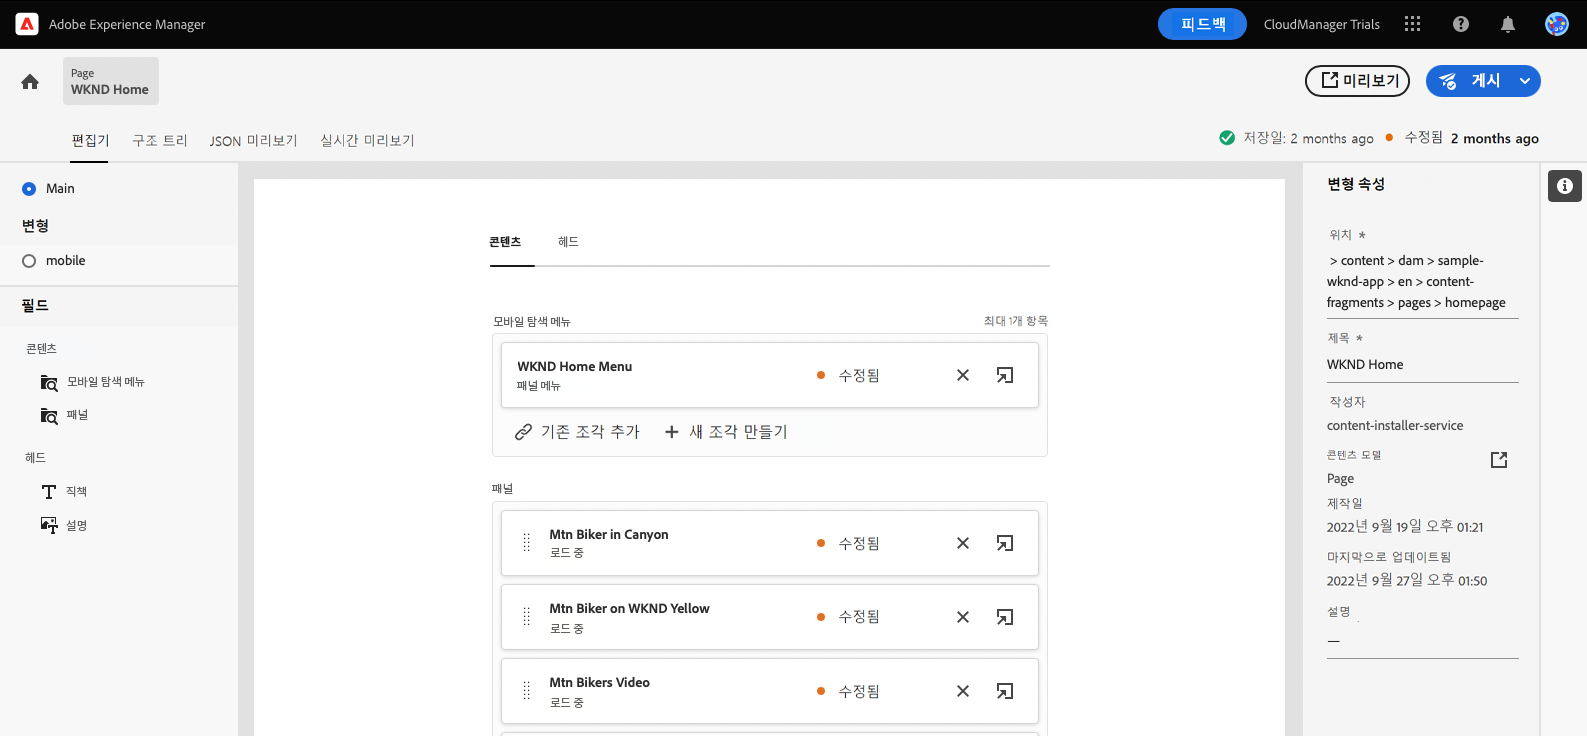 Adobe Experience Manager
피드백
CloudManager Trials
Page
WKND Home
미리보기
게시
편집기
구조 트리
JSON 미리보기
실시간 미리보기
저장일: 2 months ago
수정됨 2 months ago
Main
변형
mobile
필드
콘텐츠
모바일 탐색 메뉴
패널
헤드
직책
설명
콘텐츠
헤드
모바일 탐색 메뉴
최대 1개 항목
WKND Home Menu
패널 메뉴
수정됨
기존 조각 추가
새 조각 만들기
패널
Mtn Biker in Canyon
로드 중
수정됨
Mtn Biker on WKND Yellow
로드 중
수정됨
Mtn Bikers Video
로드 중
수정됨
변형 속성
위치 *
> content > dam > sample-
wknd-app > en > content-
fragments > pages > homepage
제목 *
WKND Home
작성자
content-installer-service
콘텐츠 모델
Page
제작일
2022년 9월 19일 오후 01:21
마지막으로 업데이트됨
2022년 9월 27일 오후 01:50
설명
—